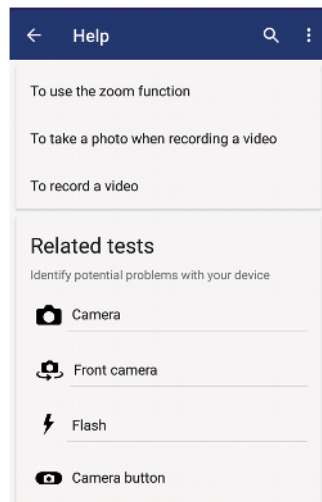 Help
To use the zoom function
To take a photo when recording a video
To record a video
Related tests
Identify potential problems with your device
Camera
Front camera
Flash
Camera button